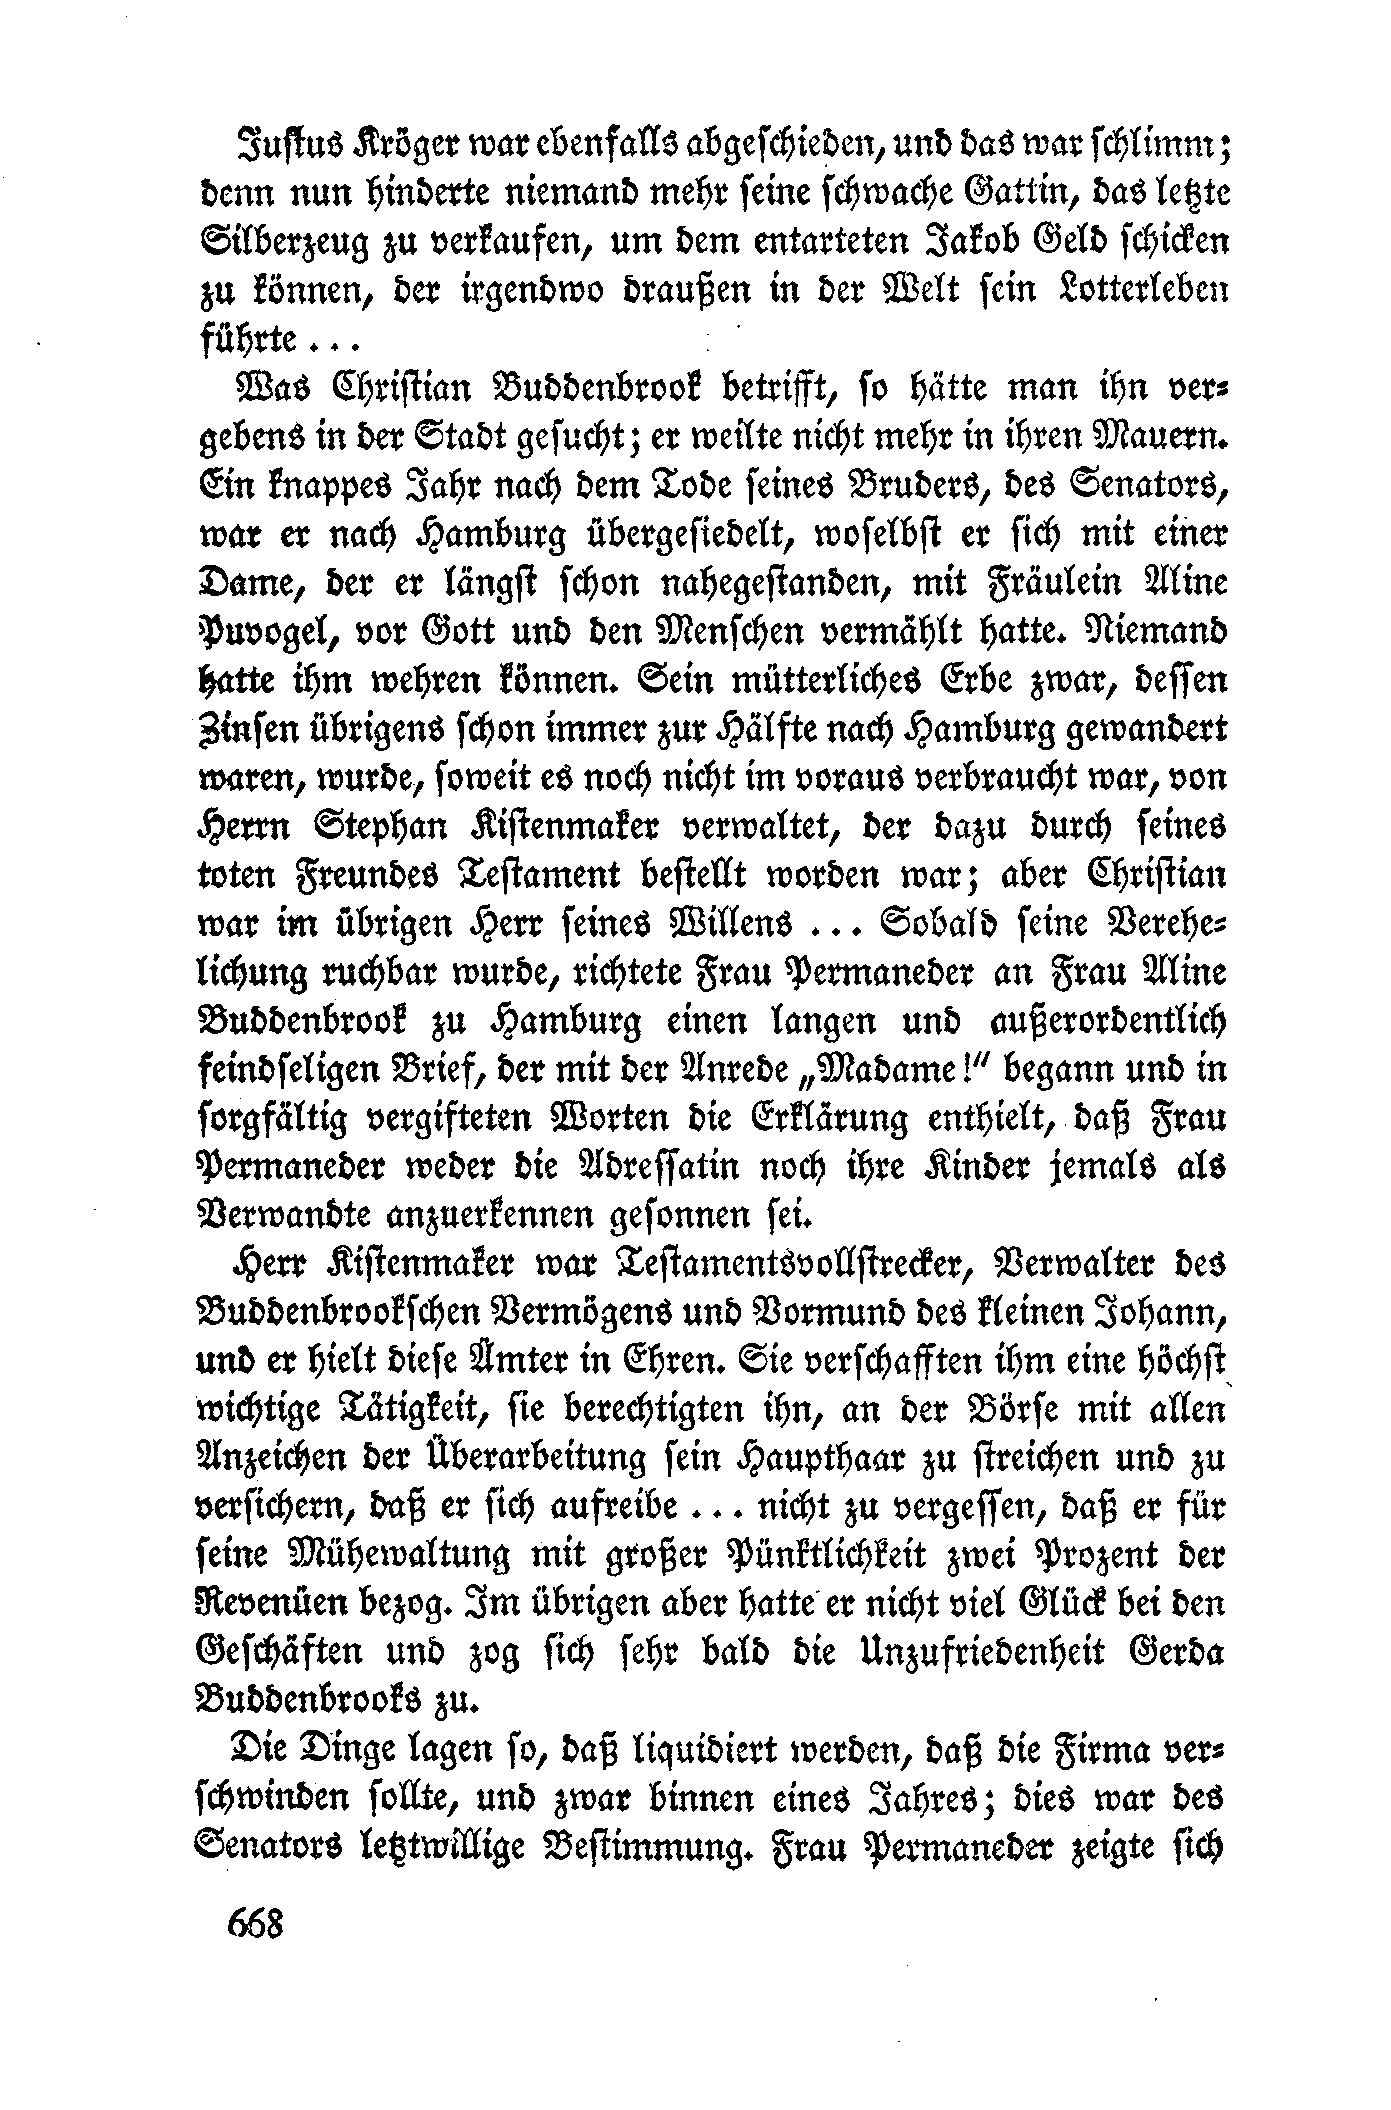 Justus Kröger war ebenfalls abgeschieden, und das war schlimm;
denn nun hinderte niemand mehr seine schwache Gattin, das letzte
Silberzeug zu verkaufen, um dem entarteten Jakob Geld schicken
zu können, der irgendwo draußen in der Welt sein Lotterleben
führte ...
Was Christian Buddenbrook betrifft, so hätte man ihn ver-
gebens in der Stadt gesucht; er weilte nicht mehr in ihren Mauern.
Ein knappes Jahr nach dem Tode seines Bruders, des Senators,
war er nach Hamburg übergesiedelt, woselbst er sich mit einer
Dame, der er längst schon nahegestanden, mit Fräulein Aline
Puvogel, vor Gott und den Menschen vermählt hatte. Niemand
hatte ihm wehren können. Sein mütterliches Erbe zwar, dessen
Zinsen übrigens schon immer zur Hälfte nach Hamburg gewandert
waren, wurde, soweit es noch nicht im voraus verbraucht war, von
Herrn Stephan Kistenmaker verwaltet, der dazu durch seines
toten Freundes Testament bestellt worden war; aber Christian
war im übrigen Herr seines Willens ... Sobald seine Verehe-
lichung ruchbar wurde, richtete Frau Permaneder an Frau Aline
Buddenbrook zu Hamburg einen langen und außerordentlich
feindseligen Brief, der mit der Anrede „Madame!“ begann und in
sorgfältig vergifteten Worten die Erklärung enthielt, daß Frau
Permaneder weder die Adressatin noch ihre Kinder jemals als
Verwandte anzuerkennen gesonnen sei.
Herr Kistenmaker war Testamentsvollstrecker, Verwalter des
Buddenbrookschen Vermögens und Vormund des kleinen Johann,
und er hielt diese Ämter in Ehren. Sie verschafften ihm eine höchst
wichtige Tätigkeit, sie berechtigten ihn, an der Börse mit allen
Anzeichen der Überarbeitung sein Haupthaar zu streichen und zu
versichern, daß er sich aufreibe ... nicht zu vergessen, daß er für
seine Mühewaltung mit großer Pünktlichkeit zwei Prozent der
Revenüen bezog. Im übrigen aber hatte er nicht viel Glück bei den
Geschäften und zog sich sehr bald die Unzufriedenheit Gerda
Buddenbrooks zu.
Die Dinge lagen so, daß liquidiert werden, daß die Firma ver-
schwinden sollte, und zwar binnen eines Jahres; dies war des
Senators letztwillige Bestimmung. Frau Permaneder zeigte sich
668